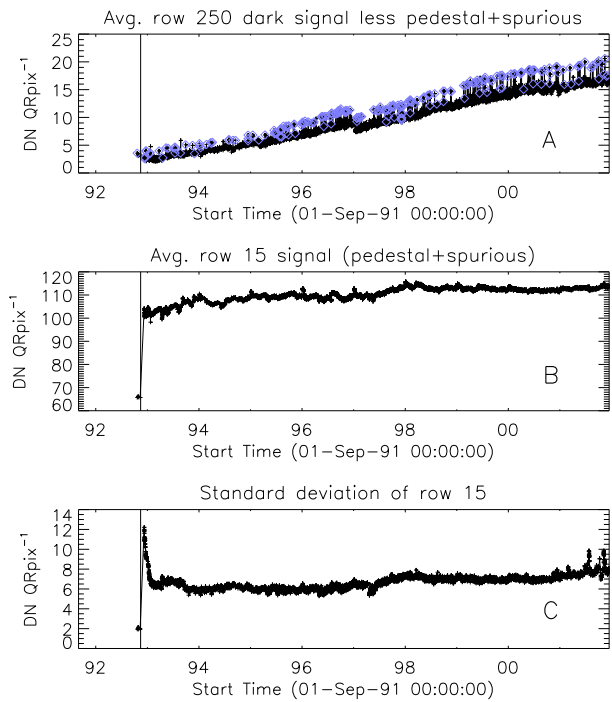 Avg. row 250 dark signal less pedestal+spurious
25
20
15
10
5
0
DN QRpix⁻¹
A
92 94 96 98 00
Start Time (01-Sep-91 00:00:00)
Avg. row 15 signal (pedestal+spurious)
120
110
100
90
80
70
60
DN QRpix⁻¹
B
92 94 96 98 00
Start Time (01-Sep-91 00:00:00)
Standard deviation of row 15
14
12
10
8
6
4
2
0
DN QRpix⁻¹
C
92 94 96 98 00
Start Time (01-Sep-91 00:00:00)